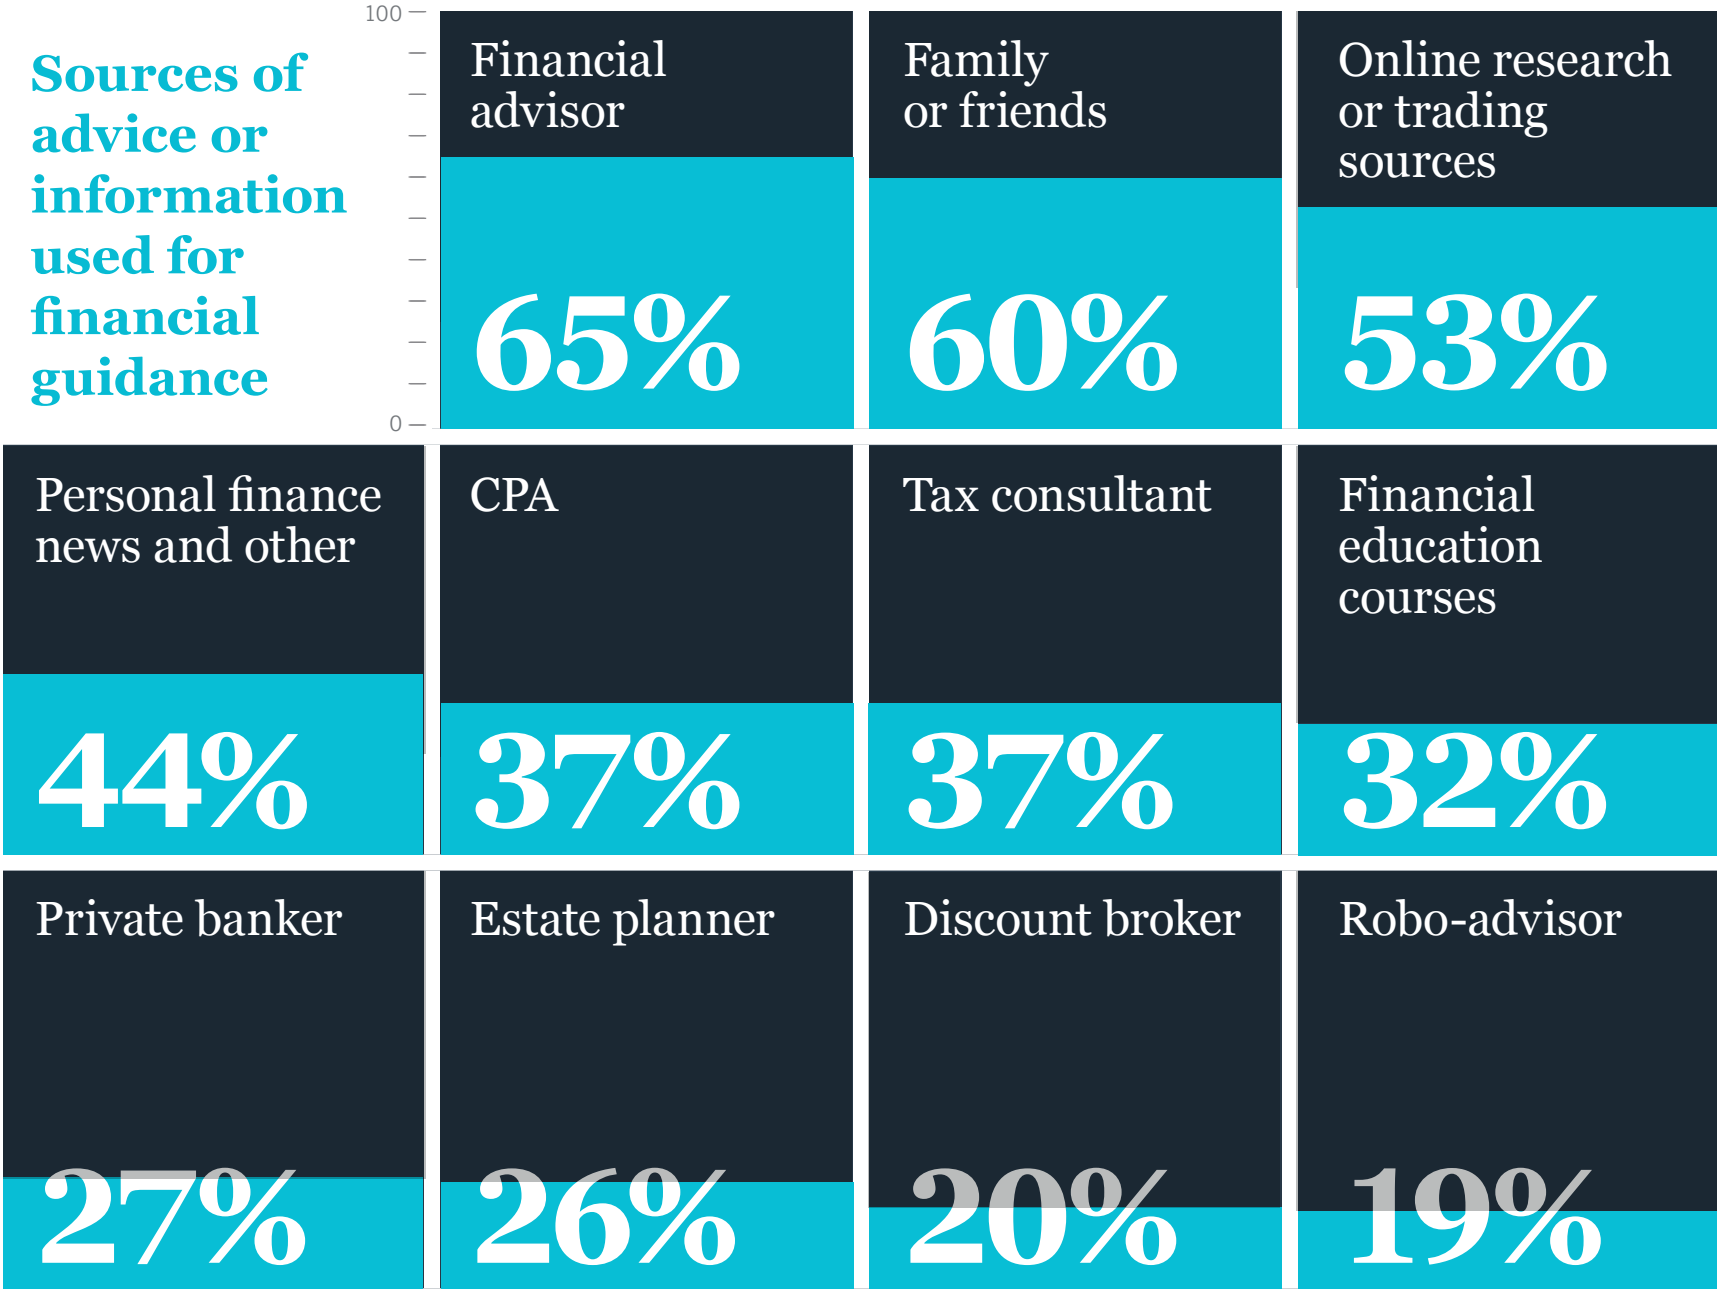 Sources of
advice or
information
used for
financial
guidance
100
0
Financial
advisor
65%
Family
or friends
60%
Online research
or trading
sources
53%
Personal finance
news and other
44%
CPA
37%
Tax consultant
37%
Financial
education
courses
32%
Private banker
27%
Estate planner
26%
Discount broker
20%
Robo-advisor
19%